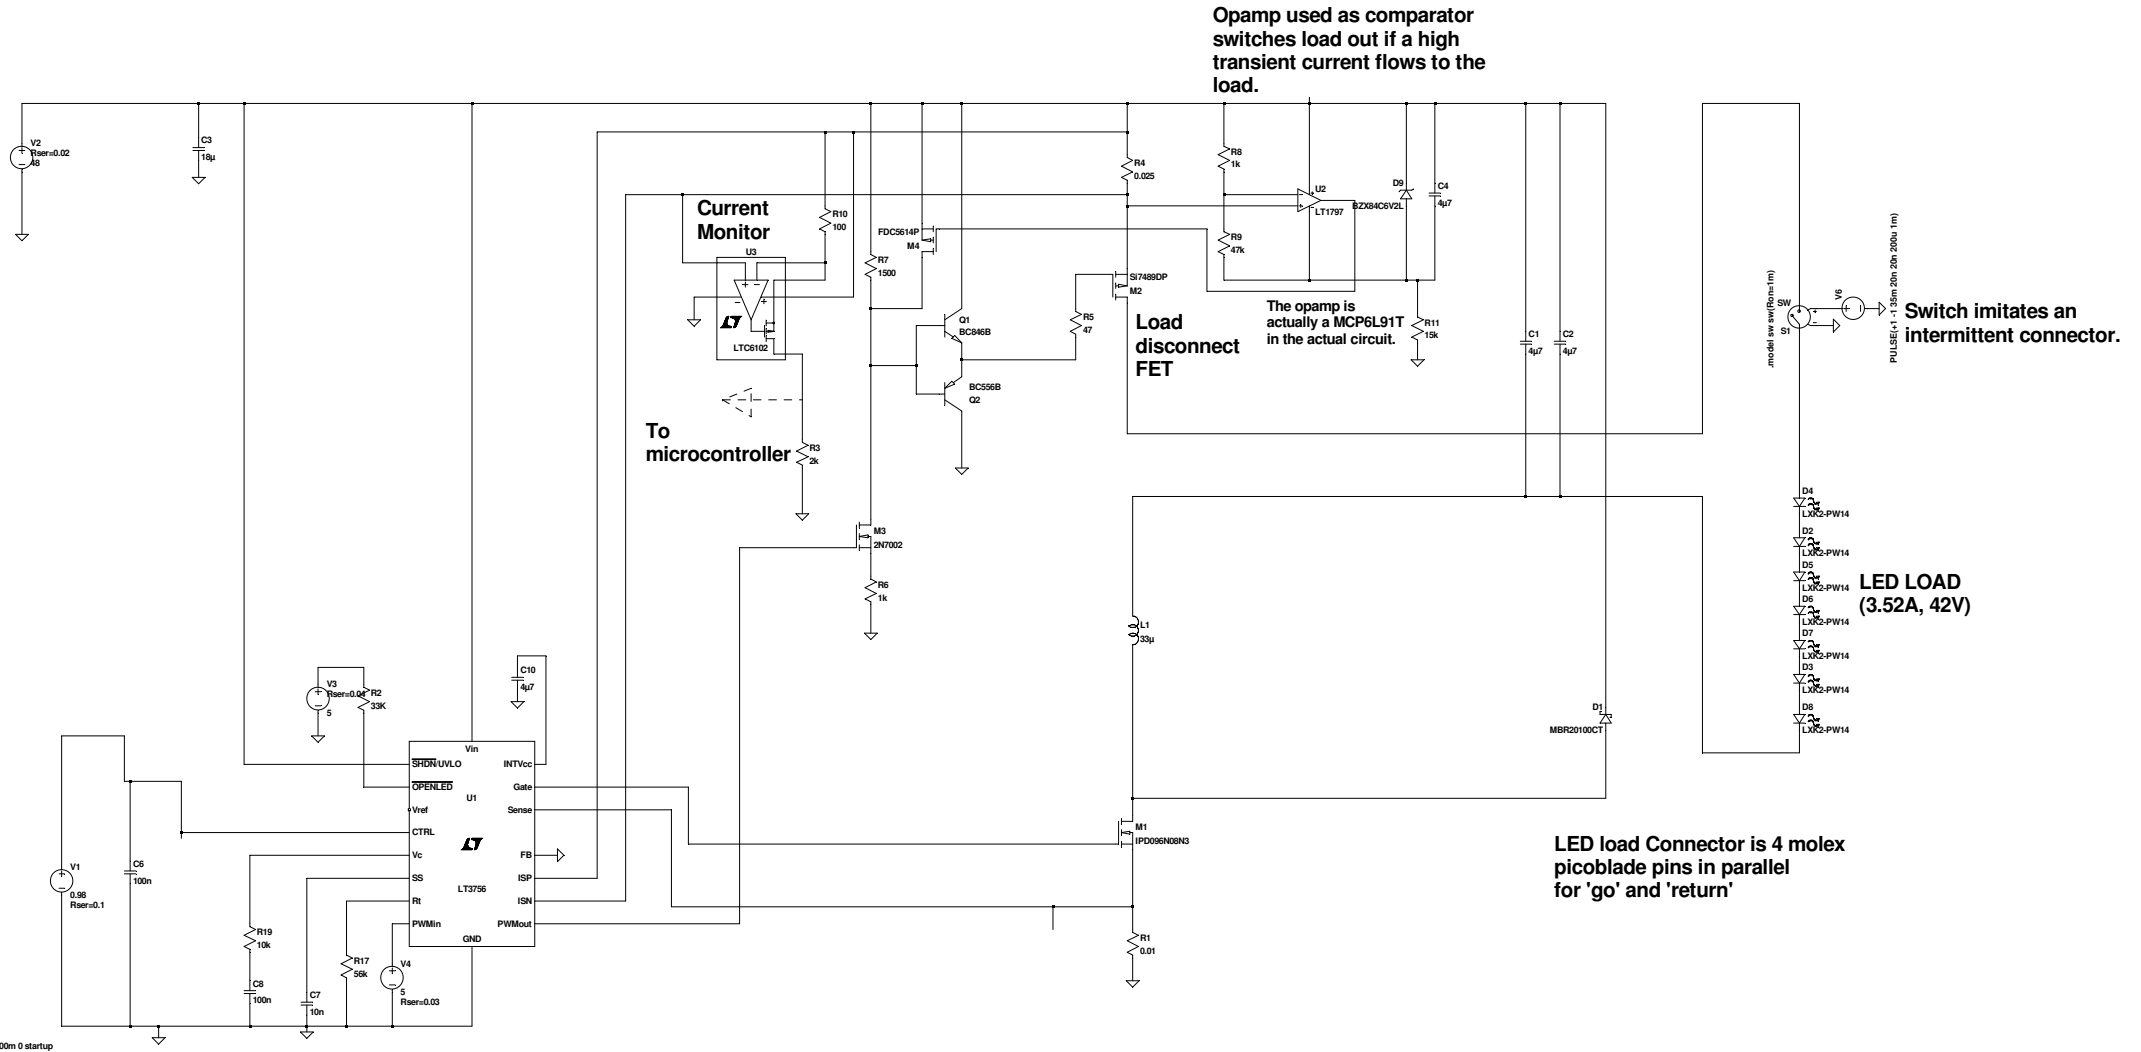 Opamp used as comparator
switches load out if a high
transient current flows to the
load.
V2
Rser=0.02
48
C3
18µ
Current
Monitor
R10
100
U3
LTC6102
To
microcontroller
R3
2k
R7
1500
FDC5614P
M4
Q1
BC846B
BC556B
Q2
R5
47
R4
0.025
Si7489DP
M2
Load
disconnect
FET
R8
1k
R9
47k
U2
LT1797
D9
BZX84C6V2L
C4
4µ7
The opamp is
actually a MCP6L91T
in the actual circuit.
R11
15k
C1
4µ7
C2
4µ7
.model sw sw(Ron=1m)
SW
S1
V6
PULSE(+1 -1 35m 20n 20n 200u 1m)
Switch imitates an
intermittent connector.
M3
2N7002
R6
1k
L1
33µ
D4
LXK2-PW14
D2
LXK2-PW14
D5
LXK2-PW14
D6
LXK2-PW14
D7
LXK2-PW14
D3
LXK2-PW14
D8
LXK2-PW14
LED LOAD
(3.52A, 42V)
D1
MBR20100CT
V3
Rser=0.04
5
R2
33K
C10
4µ7
Vin
SHDN/UVLO
INTVcc
OPENLED
Gate
U1
Vref
Sense
CTRL
Vc
FB
SS
ISP
LT3756
Rt
ISN
PWMin
PWMout
GND
V1
0.98
Rser=0.1
C6
100n
R19
10k
C8
100n
C7
10n
R17
56k
V4
5
Rser=0.03
M1
IPD096N08N3
R1
0.01
LED load Connector is 4 molex
picoblade pins in parallel
for 'go' and 'return'
00m 0 startup